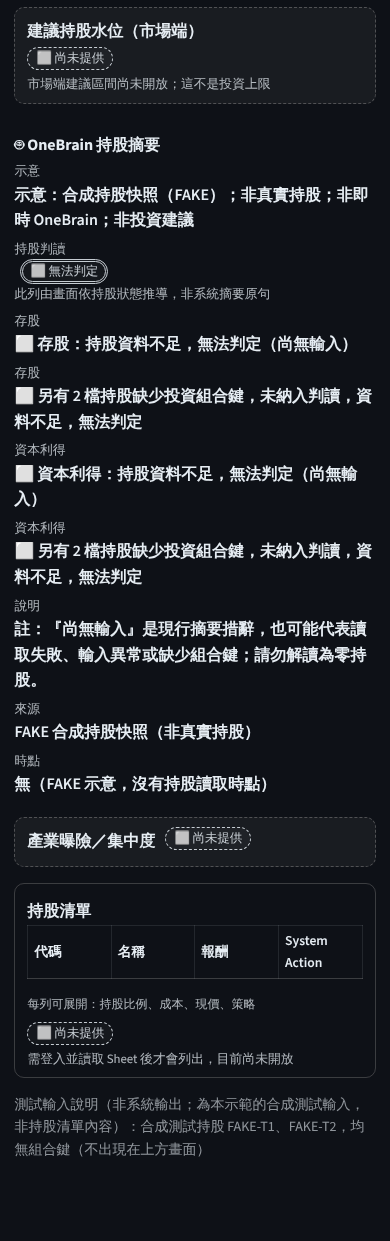 建議持股水位（市場端）
尚未提供
市場端建議區間尚未開放；這不是投資上限
OneBrain 持股摘要
示意
示意：合成持股快照（FAKE）；非真實持股；非即
時 OneBrain；非投資建議
持股判讀
無法判定
此列由畫面依持股狀態推導，非系統摘要原句
存股
存股：持股資料不足，無法判定（尚無輸入）
存股
另有 2 檔持股缺少投資組合鍵，未納入判讀，資
料不足，無法判定
資本利得
資本利得：持股資料不足，無法判定（尚無輸
入）
資本利得
另有 2 檔持股缺少投資組合鍵，未納入判讀，資
料不足，無法判定
說明
註：『尚無輸入』是現行摘要措辭，也可能代表讀
取失敗、輸入異常或缺少組合鍵；請勿解讀為零持
股。
來源
FAKE 合成持股快照（非真實持股）
時點
無（FAKE 示意，沒有持股讀取時點）
產業曝險／集中度 尚未提供
持股清單
代碼 名稱 報酬 System
Action
每列可展開：持股比例、成本、現價、策略
尚未提供
需登入並讀取 Sheet 後才會列出，目前尚未開放
測試輸入說明（非系統輸出；為本示範的合成測試輸入，
非持股清單內容）：合成測試持股 FAKE-T1、FAKE-T2，均
無組合鍵（不出現在上方畫面）